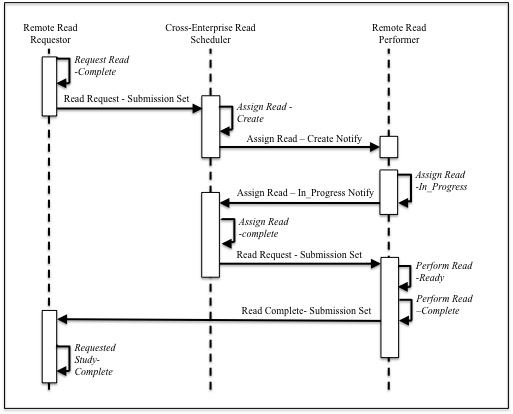 Remote Read
Requestor
Cross-Enterprise Read
Scheduler
Remote Read
Performer
Request Read
-Complete
Read Request - Submission Set
Assign Read -
Create
Assign Read – Create Notify
Assign Read
-In_Progress
Assign Read – In_Progress Notify
Assign Read
-complete
Read Request - Submission Set
Perform Read
-Ready
Perform Read
–Complete
Read Complete- Submission Set
Requested
Study-
Complete